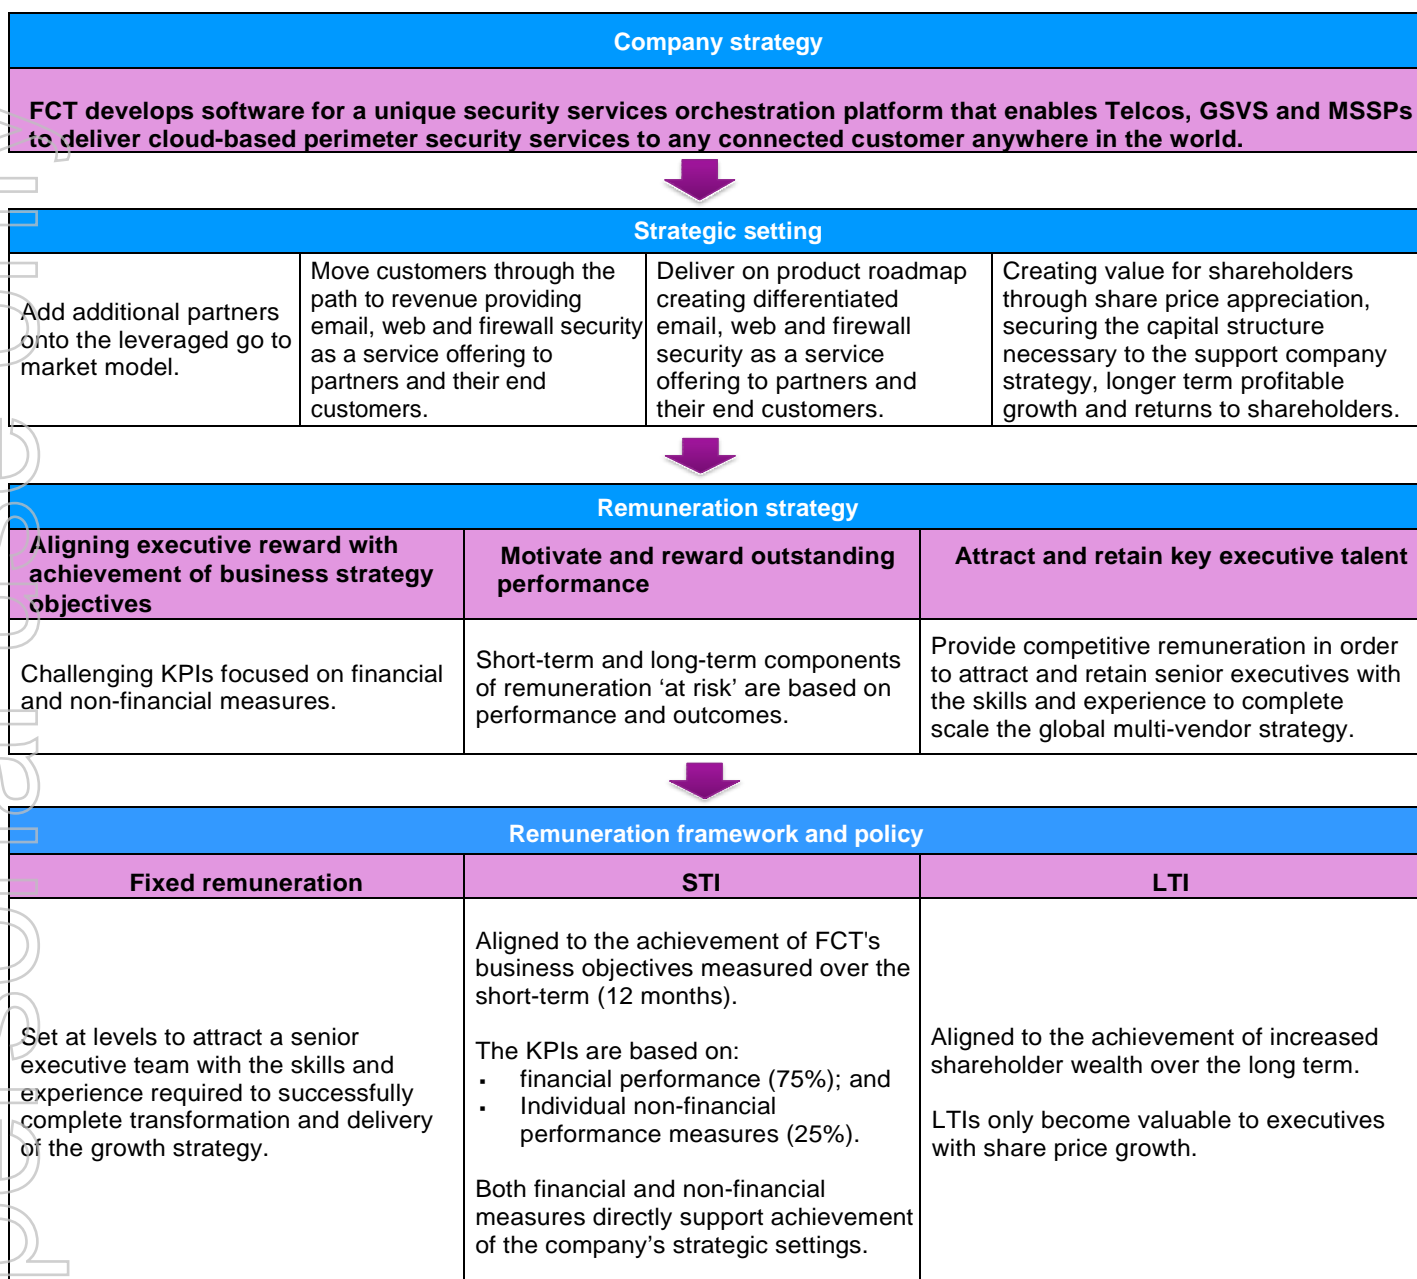 Company strategy
FCT develops software for a unique security services orchestration platform that enables Telcos, GSVS and MSSPs
to deliver cloud-based perimeter security services to any connected customer anywhere in the world.
Strategic setting
Add additional partners
onto the leveraged go to
market model.
Move customers through the
path to revenue providing
email, web and firewall security
as a service offering to
partners and their end
customers.
Deliver on product roadmap
creating differentiated
email, web and firewall
security as a service
offering to partners and
their end customers.
Creating value for shareholders
through share price appreciation,
securing the capital structure
necessary to the support company
strategy, longer term profitable
growth and returns to shareholders.
Remuneration strategy
Aligning executive reward with
achievement of business strategy
objectives
Motivate and reward outstanding
performance
Attract and retain key executive talent
Challenging KPIs focused on financial
and non-financial measures.
Short-term and long-term components
of remuneration ‘at risk’ are based on
performance and outcomes.
Provide competitive remuneration in order
to attract and retain senior executives with
the skills and experience to complete
scale the global multi-vendor strategy.
Remuneration framework and policy
Fixed remuneration
STI
LTI
Set at levels to attract a senior
executive team with the skills and
experience required to successfully
complete transformation and delivery
of the growth strategy.
Aligned to the achievement of FCT's
business objectives measured over the
short-term (12 months).
The KPIs are based on:
▪ financial performance (75%); and
▪ Individual non-financial
performance measures (25%).
Both financial and non-financial
measures directly support achievement
of the company’s strategic settings.
Aligned to the achievement of increased
shareholder wealth over the long term.
LTIs only become valuable to executives
with share price growth.
personal use only